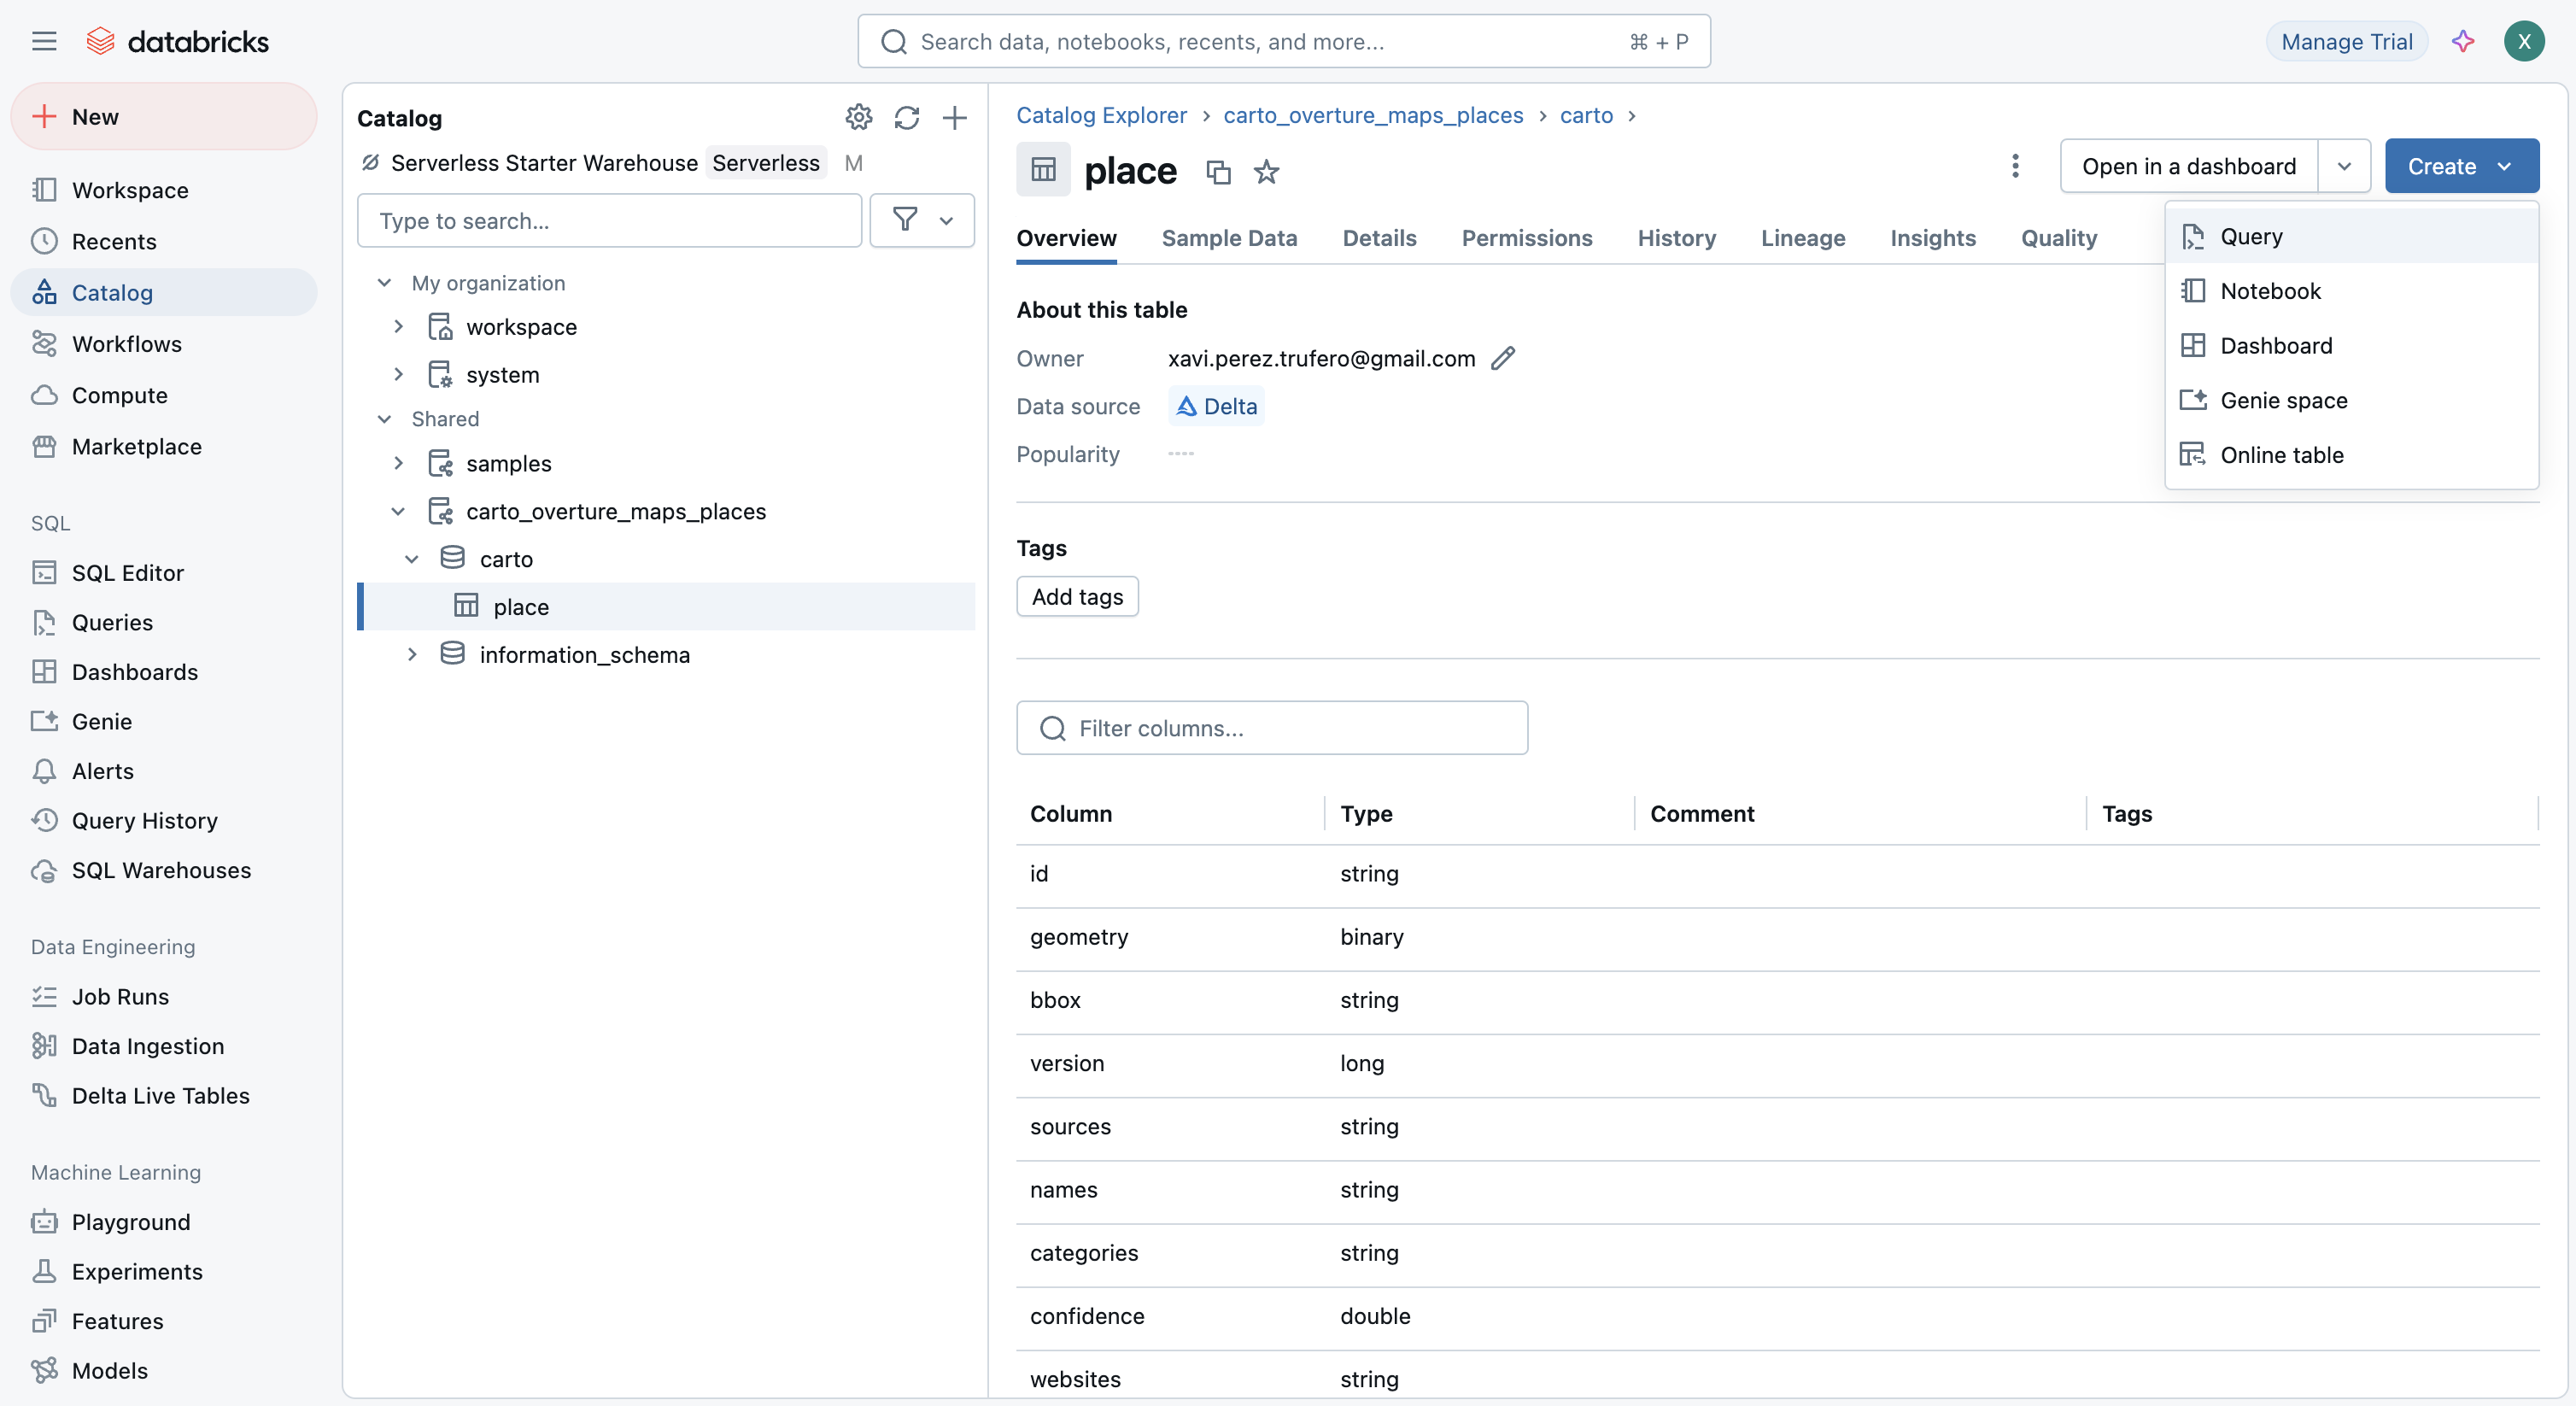 databricks
Search data, notebooks, recents, and more...
⌘ + P
Manage Trial
X
New
Workspace
Recents
Catalog
Workflows
Compute
Marketplace
SQL
SQL Editor
Queries
Dashboards
Genie
Alerts
Query History
SQL Warehouses
Data Engineering
Job Runs
Data Ingestion
Delta Live Tables
Machine Learning
Playground
Experiments
Features
Models
Catalog
Serverless Starter Warehouse Serverless M
Type to search...
My organization
workspace
system
Shared
samples
carto_overture_maps_places
carto
place
information_schema
Catalog Explorer › carto_overture_maps_places › carto ›
place
Open in a dashboard
Create
Query
Notebook
Dashboard
Genie space
Online table
Overview Sample Data Details Permissions History Lineage Insights Quality
About this table
Owner xavi.perez.trufero@gmail.com
Data source Delta
Popularity
Tags
Add tags
Filter columns...
Column Type Comment Tags
id string
geometry binary
bbox string
version long
sources string
names string
categories string
confidence double
websites string